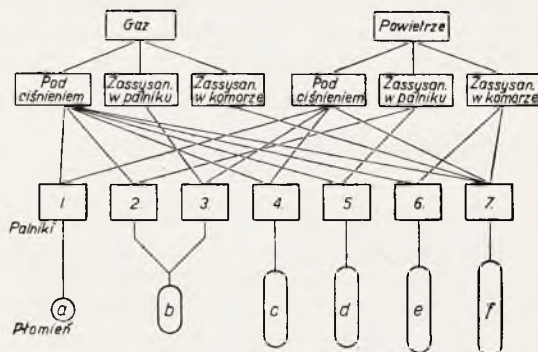 Gaz
Powietrze
Pod
ciśnieniem
Zassysan.
w palniku
Zassysan.
w komorze
Pod
ciśnieniem
Zassysan.
w palniku
Zassysan.
w komorze
1
2.
3.
4.
5
6.
7.
Palniki
a
b
c
d
e
f
Płomień